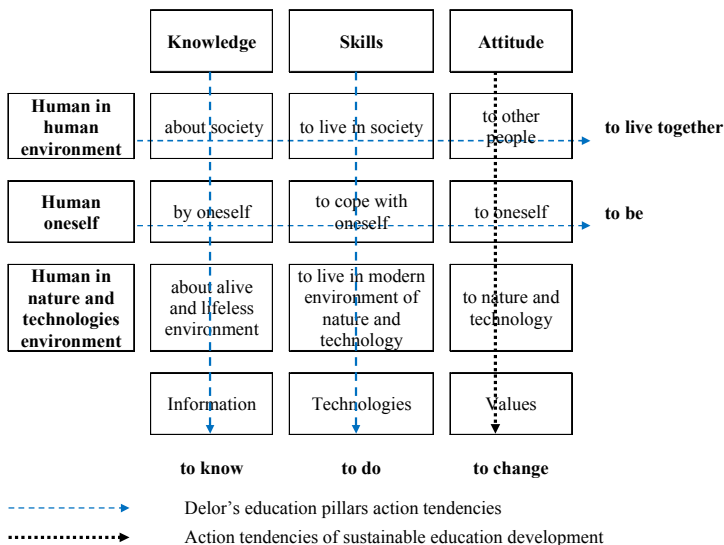 Knowledge
Skills
Attitude
Human in
human
environment
about society
to live in society
to other
people
to live together
Human
oneself
by oneself
to cope with
oneself
to oneself
to be
Human in
nature and
technologies
environment
about alive
and lifeless
environment
to live in modern
environment of
nature and
technology
to nature and
technology
Information
Technologies
Values
to know
to do
to change
Delor’s education pillars action tendencies
Action tendencies of sustainable education development